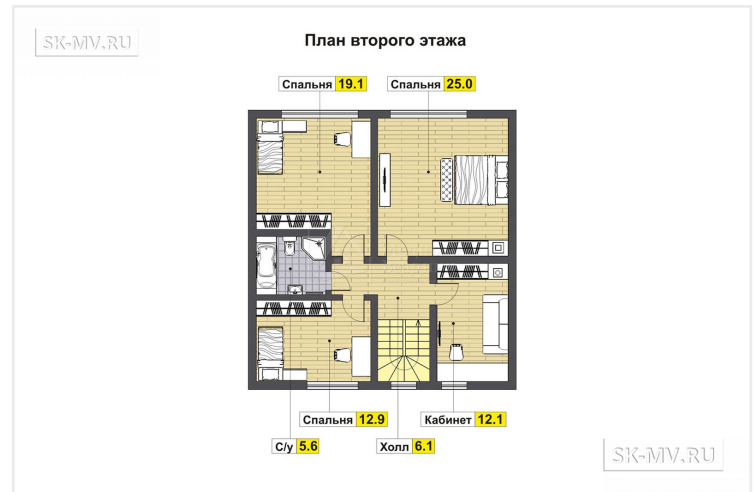 SK-MV.RU
План второго этажа
Спальня 19.1
Спальня 25.0
Спальня 12.9
Кабинет 12.1
С/у 5.6
Холл 6.1
SK-MV.RU